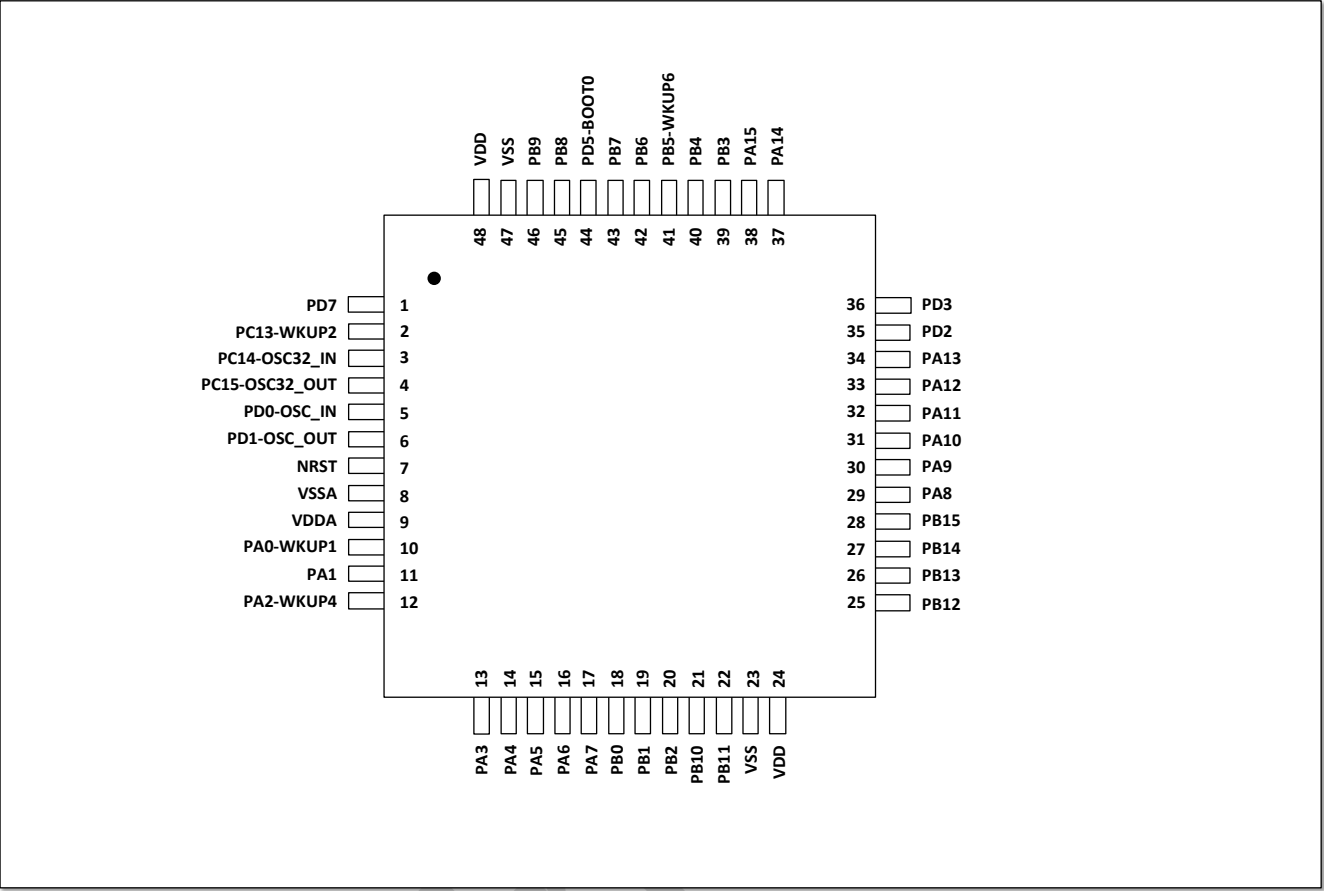 VDD
VSS
PB9
PB8
PD5-BOOT0
PB7
PB6
PB5-WKUP6
PB4
PB3
PA15
PA14
48
47
46
45
44
43
42
41
40
39
38
37
PD7 1
PC13-WKUP2 2
PC14-OSC32_IN 3
PC15-OSC32_OUT 4
PD0-OSC_IN 5
PD1-OSC_OUT 6
NRST 7
VSSA 8
VDDA 9
PA0-WKUP1 10
PA1 11
PA2-WKUP4 12
36 PD3
35 PD2
34 PA13
33 PA12
32 PA11
31 PA10
30 PA9
29 PA8
28 PB15
27 PB14
26 PB13
25 PB12
13
14
15
16
17
18
19
20
21
22
23
24
PA3
PA4
PA5
PA6
PA7
PB0
PB1
PB2
PB10
PB11
VSS
VDD